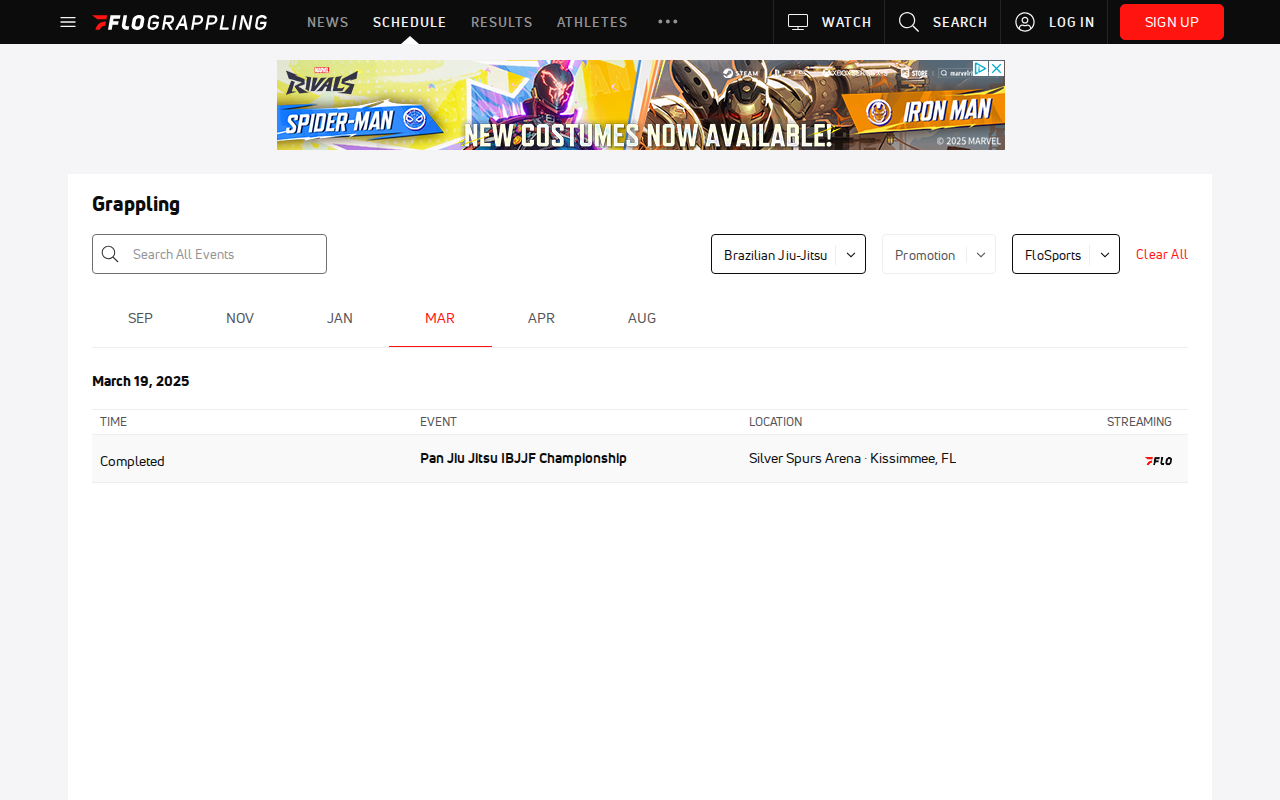 FLOGRAPPLING NEWS SCHEDULE RESULTS ATHLETES WATCH SEARCH LOG IN SIGN UP
MARVEL
RIVALS
STEAM STORE
SPIDER-MAN
IRON MAN
NEW COSTUMES NOW AVAILABLE!
© 2025 MARVEL
Grappling
Search All Events Brazilian Jiu-Jitsu Promotion FloSports Clear All
SEP NOV JAN MAR APR AUG
March 19, 2025
TIME EVENT LOCATION STREAMING
Completed Pan Jiu Jitsu IBJJF Championship Silver Spurs Arena · Kissimmee, FL FLO